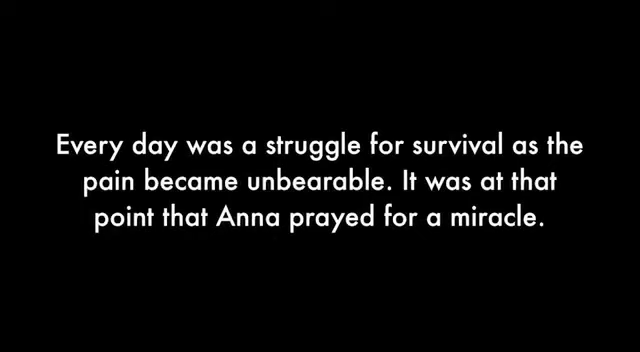 Every day was a struggle for survival as the
pain became unbearable. It was at that
point that Anna prayed for a miracle.